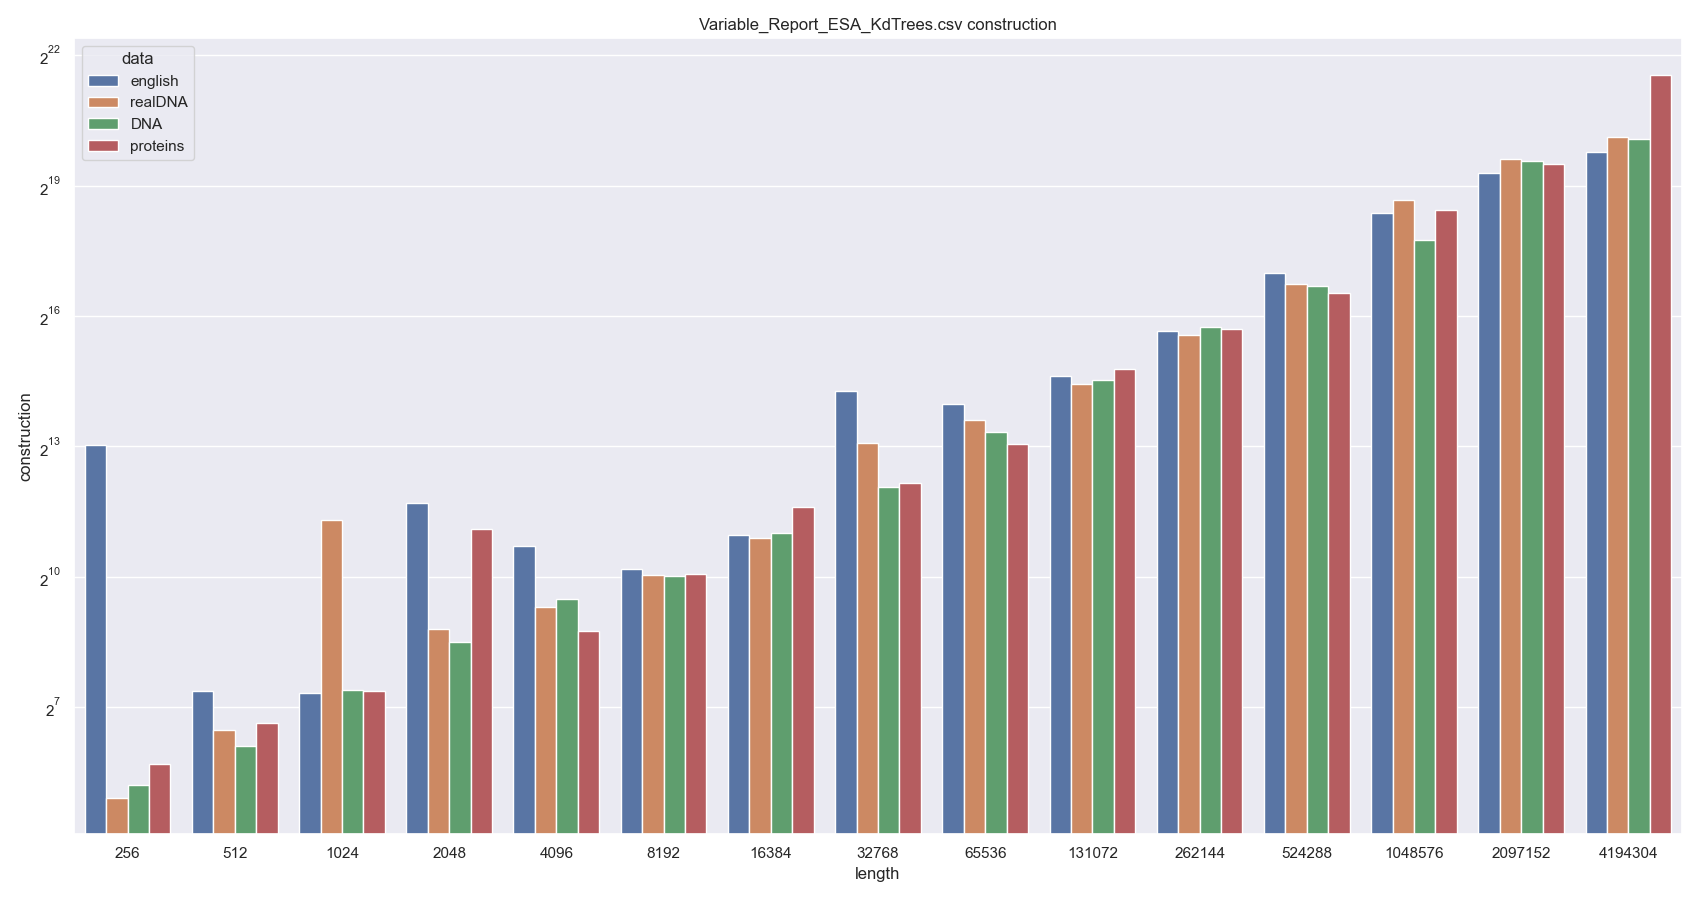 Variable_Report_ESA_KdTrees.csv construction
2^22
2^19
2^16
2^13
2^10
2^7
construction
data
english
realDNA
DNA
proteins
256 512 1024 2048 4096 8192 16384 32768 65536 131072 262144 524288 1048576 2097152 4194304
length